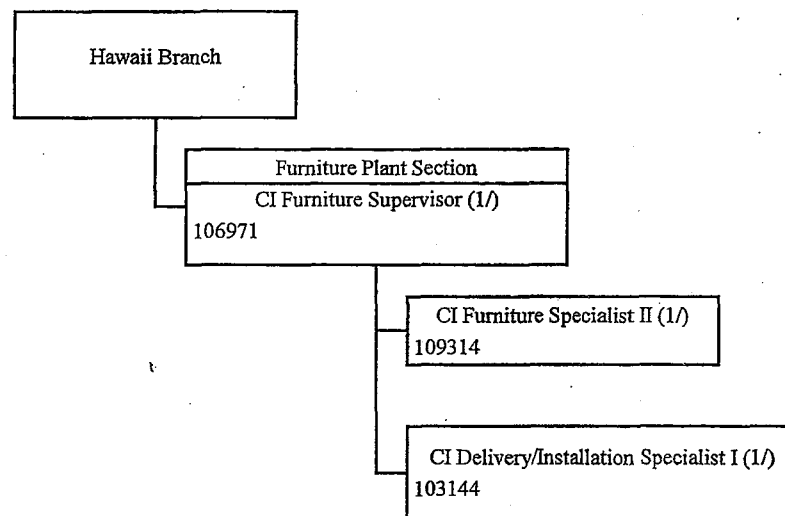 Hawaii Branch
Furniture Plant Section
CI Furniture Supervisor (1/)
106971
CI Furniture Specialist II (1/)
109314
CI Delivery/Installation Specialist I (1/)
103144